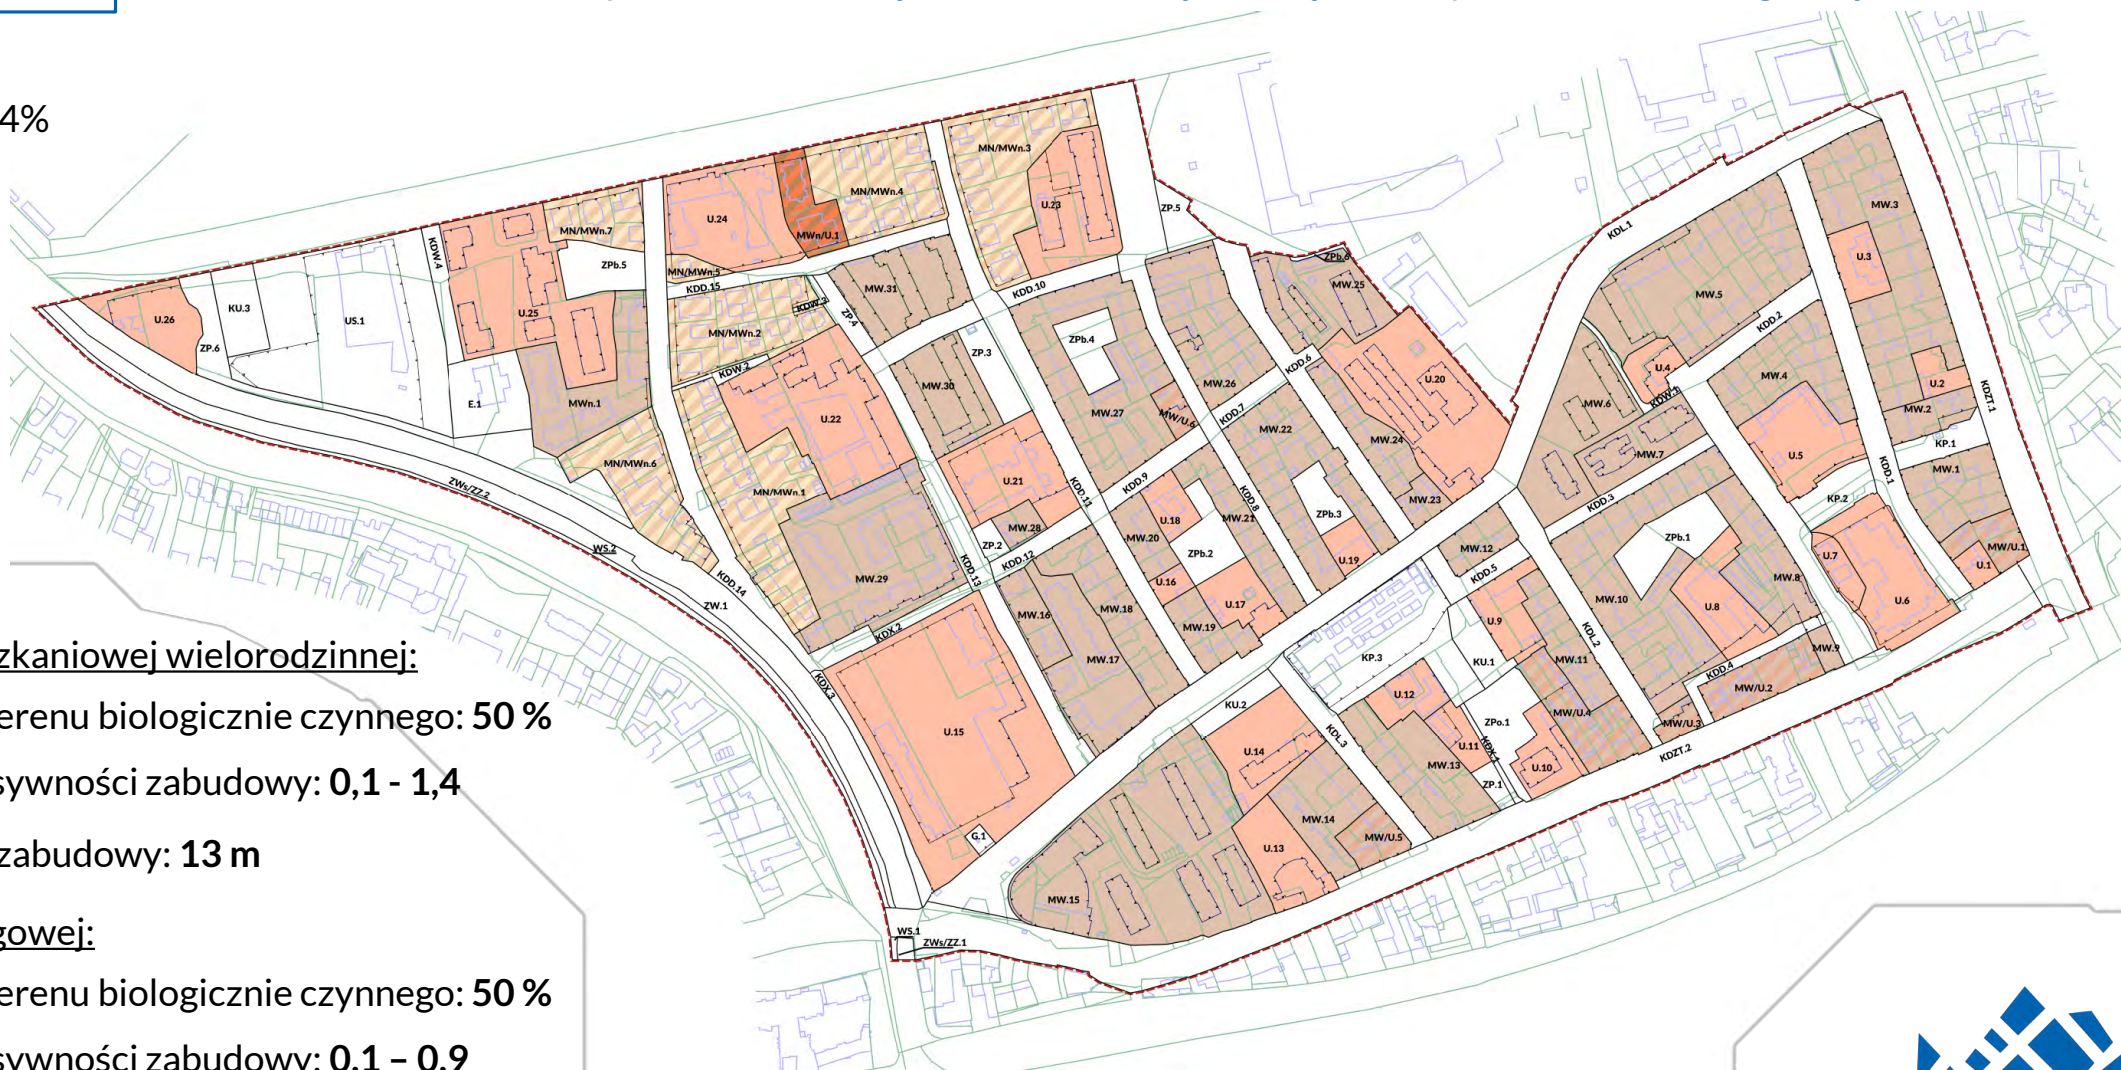 4%
MN/MWn.3
MN/MWn.4
MW.3
U.23
ZP.5
U.24
MN/MWn.7
MWn/U.1
KDL.1
KDW.4
ZPb.5
ZPb.6
U.3
MN/MWn.5
KDD.15
MW.31
KDD.10
MW.25
MW.5
KU.3
U.26
US.1
U.25
KDW.3
ZP.4
KDD.2
MN/MWn.2
ZPb.4
ZP.6
ZP.3
KDD.6
KDW.2
U.4
MW.4
U.20
MW.30
MW.26
U.2
KDZT.1
E.1
MWn.1
KDW.1
MW.6
MW.2
U.22
MW.27
MW/U.6
KDD.7
MW.22
MW.24
KP.1
MN/MWn.6
MW.7
U.5
MW.1
KDD.1
ZWs/ZZ.2
MN/MWn.1
U.21
KDD.11
KDD.9
KDD.8
MW.23
KDD.3
KP.2
MW.28
U.18
MW.21
ZPb.3
ZP.2
MW.20
ZPb.2
ZPb.1
WS.2
KDD.12
MW.12
MW/U.1
KDD.14
MW.29
KDD.13
U.19
U.7
U.1
KDD.5
MW.8
ZW.1
U.16
MW.16
MW.18
U.17
MW.10
U.8
U.6
KDX.2
MW.19
U.9
KDL.2
MW.17
KP.3
KU.1
MW.11
MW.9
KDD.4
zkaniowej wielorodzinnej:
KDX.3
U.12
MW/U.2
KU.2
ZPo.1
MW/U.4
MW/U.3
erenu biologicznie czynnego: 50 %
U.15
KDL.3
U.14
U.11
KDX.1
KDZT.2
MW.13
U.10
sywności zabudowy: 0,1 - 1,4
ZP.1
G.1
MW.14
MW/U.5
zabudowy: 13 m
U.13
MW.15
gowej:
WS.1
ZWs/ZZ.1
erenu biologicznie czynnego: 50 %
sywności zabudowy: 0,1 – 0,9